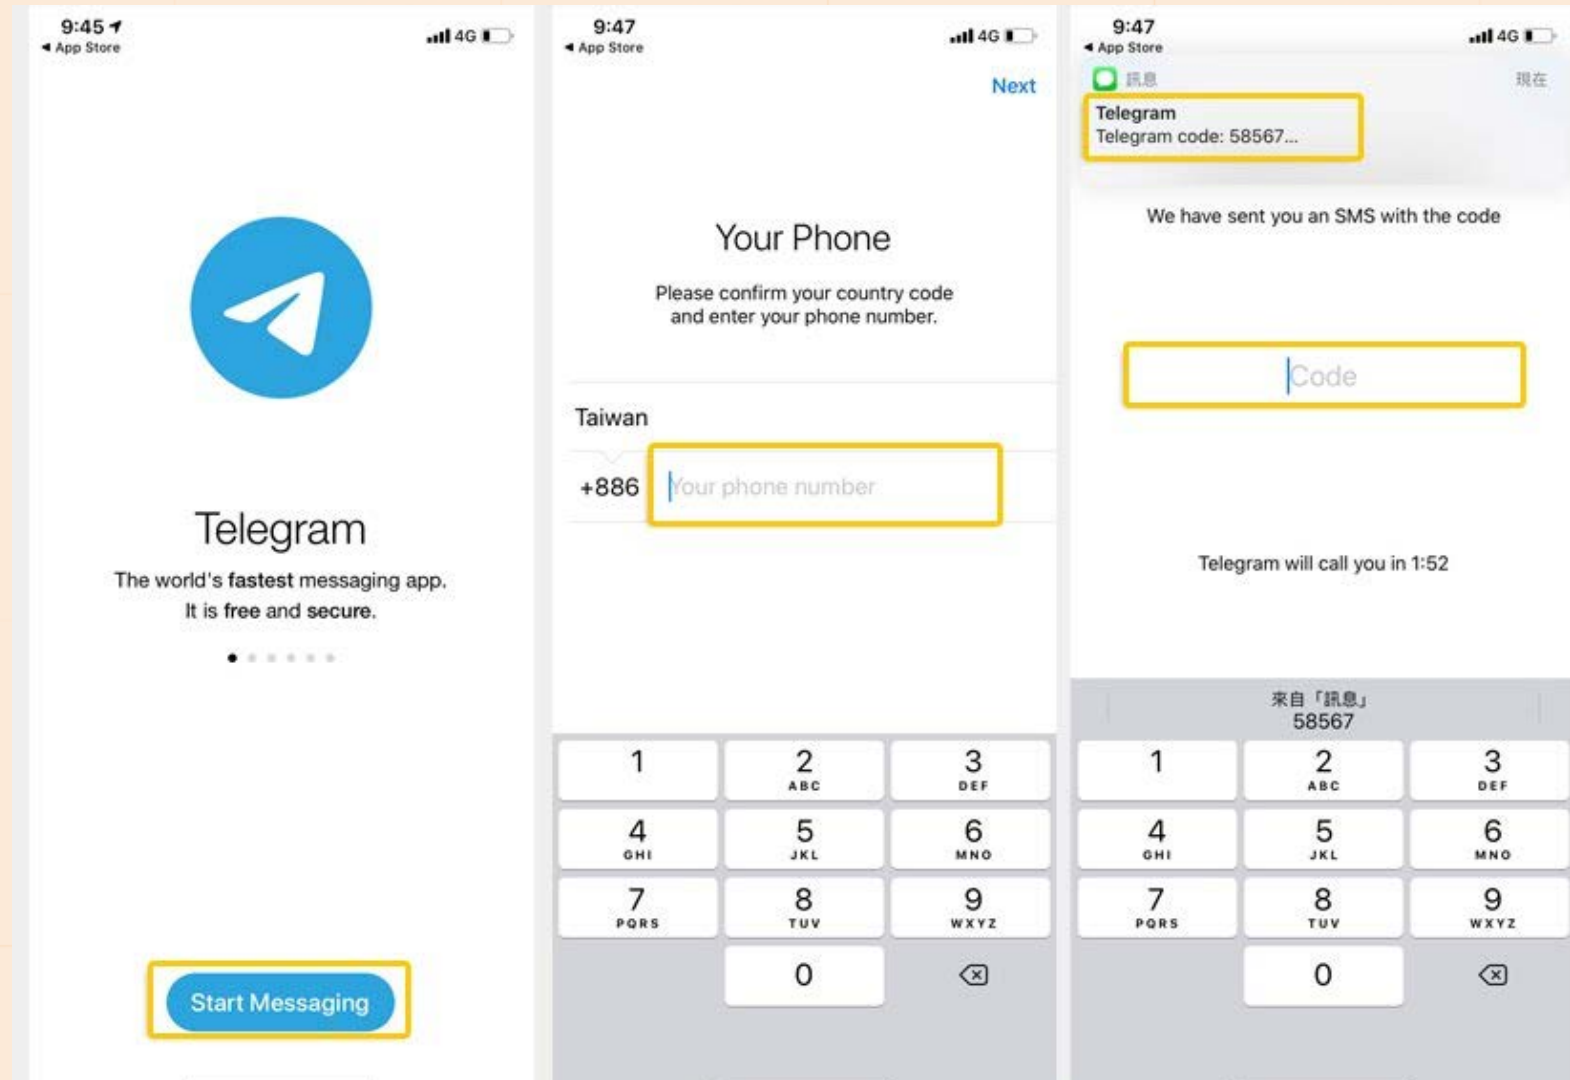 9:45
◀ App Store
4G
Telegram
The world's fastest messaging app.
It is free and secure.
Start Messaging
9:47
◀ App Store
4G
Next
Your Phone
Please confirm your country code
and enter your phone number.
Taiwan
+886
Your phone number
1
2
ABC
3
DEF
4
GHI
5
JKL
6
MNO
7
PQRS
8
TUV
9
WXYZ
0
9:47
◀ App Store
4G
訊息
現在
Telegram
Telegram code: 58567...
We have sent you an SMS with the code
Code
Telegram will call you in 1:52
來自「訊息」
58567
1
2
ABC
3
DEF
4
GHI
5
JKL
6
MNO
7
PQRS
8
TUV
9
WXYZ
0